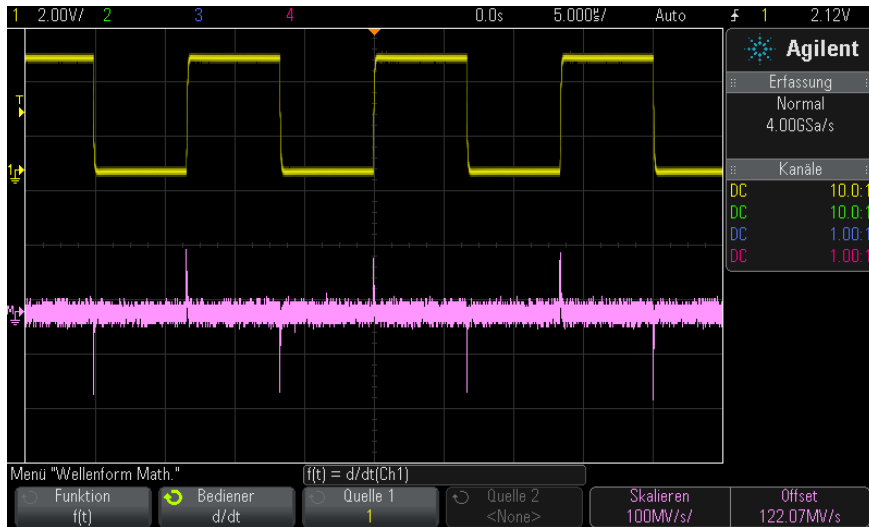 1 2.00V/ 2 3 4 0.0s 5.000µs/ Auto 1 2.12V
Agilent
Erfassung
Normal
4.00GSa/s
Kanäle
DC 10.0:1
DC 10.0:1
DC 1.00:1
DC 1.00:1
T
1
M
Menü "Wellenform Math." f(t) = d/dt(Ch1)
Funktion Bediener Quelle 1 Quelle 2 Skalieren Offset
f(t) d/dt 1 <None> 100MV/s/ 122.07MV/s